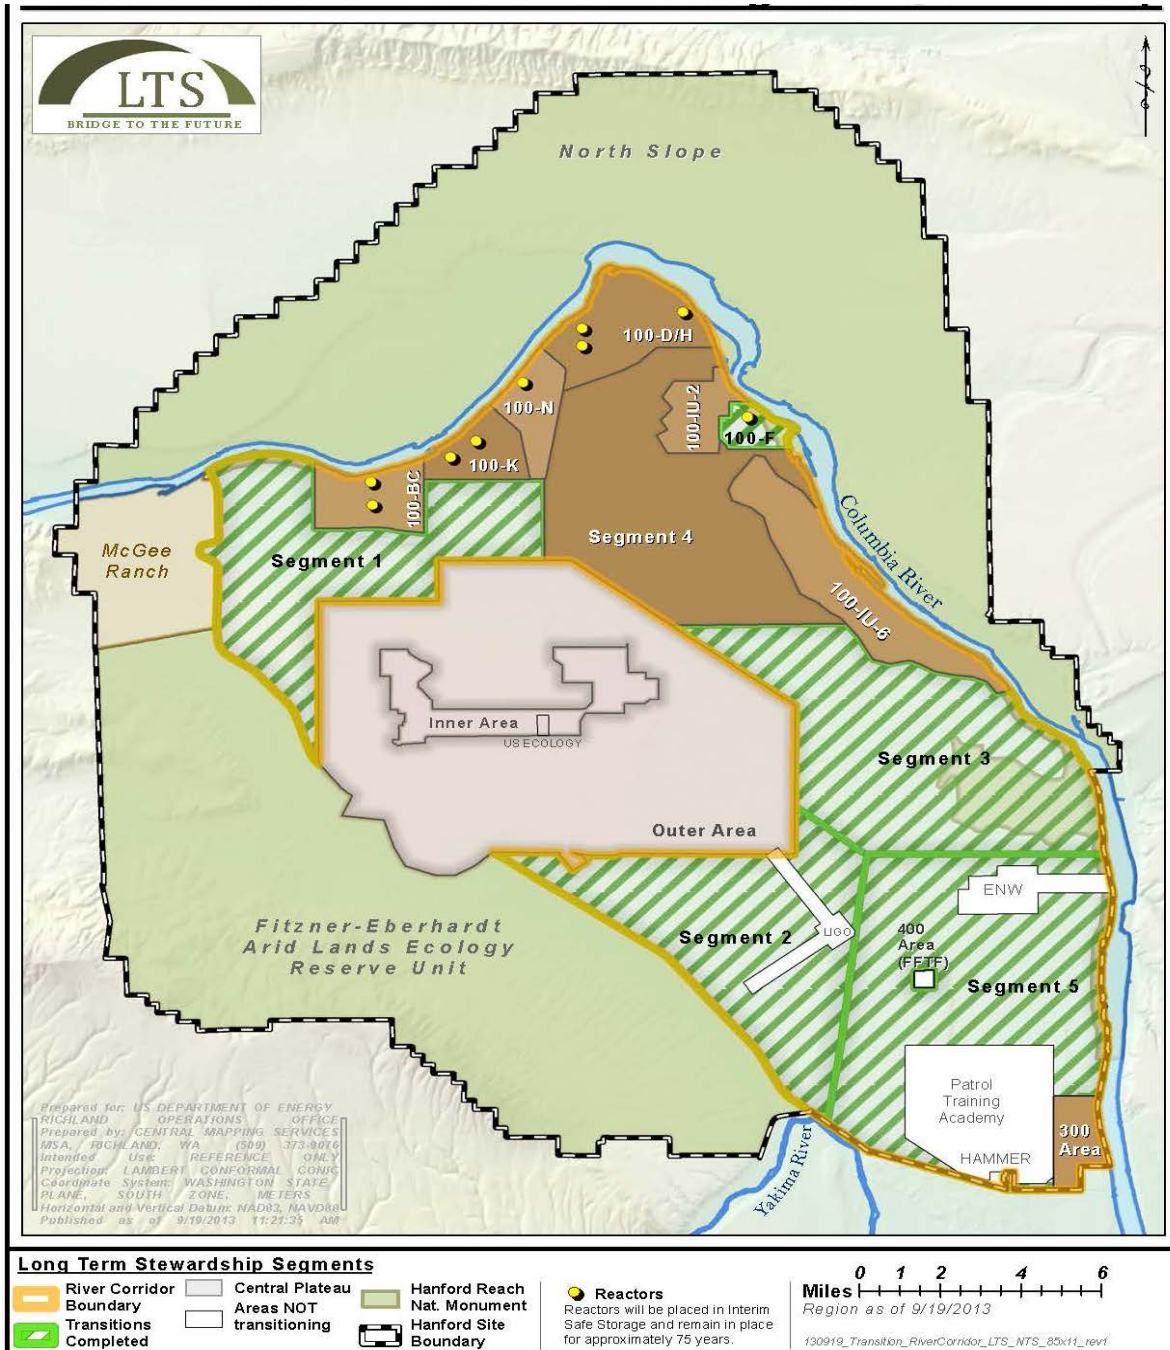 LTS
BRIDGE TO THE FUTURE
North Slope
100-D/H
100-N
100-IU-2
100-F
100-K
100-BC
Columbia River
Segment 4
McGee
Ranch
Segment 1
100-IU-6
Inner Area
US ECOLOGY
Segment 3
Outer Area
ENW
Fitzner-Eberhardt
Arid Lands Ecology
Reserve Unit
Segment 2
LIGO
400
Area
(FFTF)
Segment 5
Patrol
Training
Academy
300
Area
HAMMER
Yakima River
Prepared for: US DEPARTMENT OF ENERGY
RICHLAND OPERATIONS OFFICE
Prepared by: CENTRAL MAPPING SERVICES
MSA, RICHLAND, WA (509) 373-9076
Intended Use: REFERENCE ONLY
Projection: LAMBERT CONFORMAL CONIC
Coordinate System: WASHINGTON STATE
PLANE, SOUTH ZONE, METERS
Horizontal and Vertical Datum: NAD83, NAVD88
Published as of 9/19/2013 11:21:35 AM
Long Term Stewardship Segments
River Corridor
Boundary
Transitions
Completed
Central Plateau
Areas NOT
transitioning
Hanford Reach
Nat. Monument
Hanford Site
Boundary
Reactors
Reactors will be placed in Interim
Safe Storage and remain in place
for approximately 75 years.
0 1 2 4 6
Miles
Region as of 9/19/2013
130919_Transition_RiverCorridor_LTS_NTS_85x11_rev1